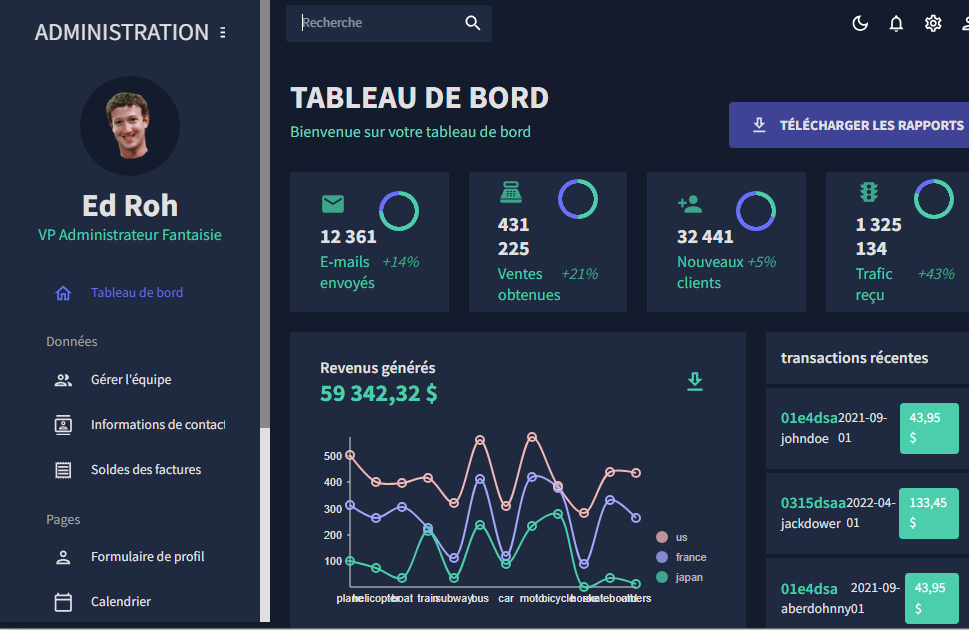 ADMINISTRATION
Ed Roh
VP Administrateur Fantaisie
Tableau de bord
Données
Gérer l'équipe
Informations de contact
Soldes des factures
Pages
Formulaire de profil
Calendrier
Recherche
TABLEAU DE BORD
Bienvenue sur votre tableau de bord
TÉLÉCHARGER LES RAPPORTS
12 361
E-mails +14%
envoyés
431
225
Ventes +21%
obtenues
32 441
Nouveaux +5%
clients
1 325
134
Trafic +43%
reçu
Revenus générés
59 342,32 $
500
400
300
200
100
plane helicopter boat train subway bus car moto bicycle horse skateboard others
us
france
japan
transactions récentes
01e4dsa 2021-09- 43,95
johndoe 01 $
0315dsaa 2022-04- 133,45
jackdower 01 $
01e4dsa 2021-09- 43,95
aberdohnny 01 $